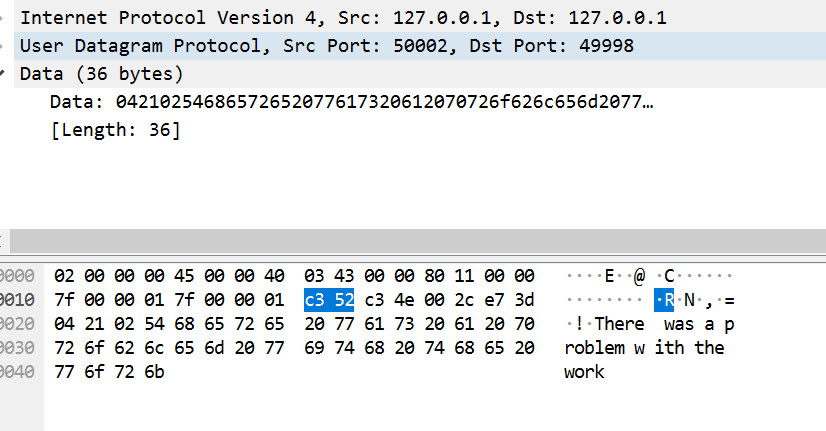 Internet Protocol Version 4, Src: 127.0.0.1, Dst: 127.0.0.1
User Datagram Protocol, Src Port: 50002, Dst Port: 49998
Data (36 bytes)
Data: 04210254686572652077617320612070726f626c656d2077…
[Length: 36]
0000 02 00 00 00 45 00 00 40 03 43 00 00 80 11 00 00 ····E··@ ·C······
0010 7f 00 00 01 7f 00 00 01 c3 52 c3 4e 00 2c e7 3d ········ ·R·N·,·=
0020 04 21 02 54 68 65 72 65 20 77 61 73 20 61 20 70 ·!·There was a p
0030 72 6f 62 6c 65 6d 20 77 69 74 68 20 74 68 65 20 roblem w ith the
0040 77 6f 72 6b work